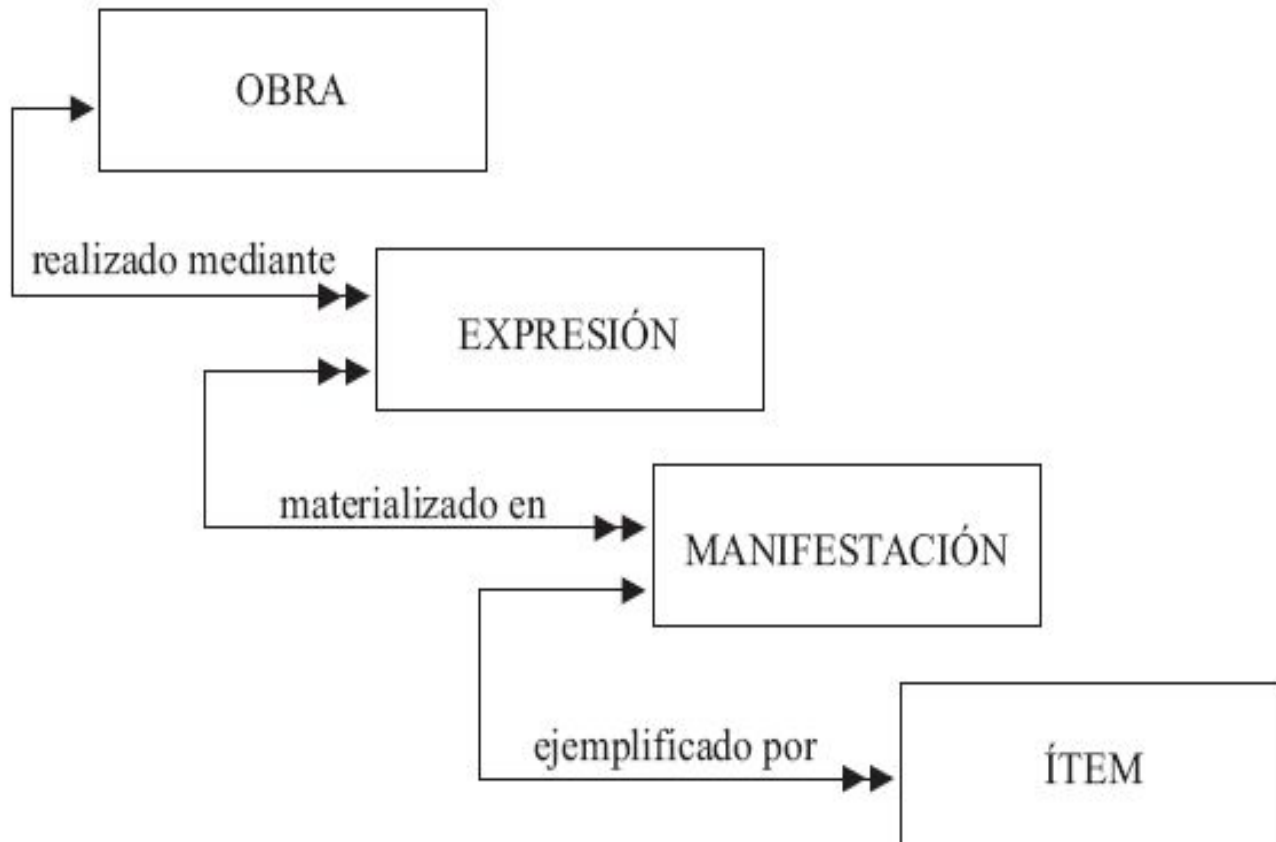 OBRA
realizado mediante
EXPRESIÓN
materializado en
MANIFESTACIÓN
ejemplificado por
ÍTEM